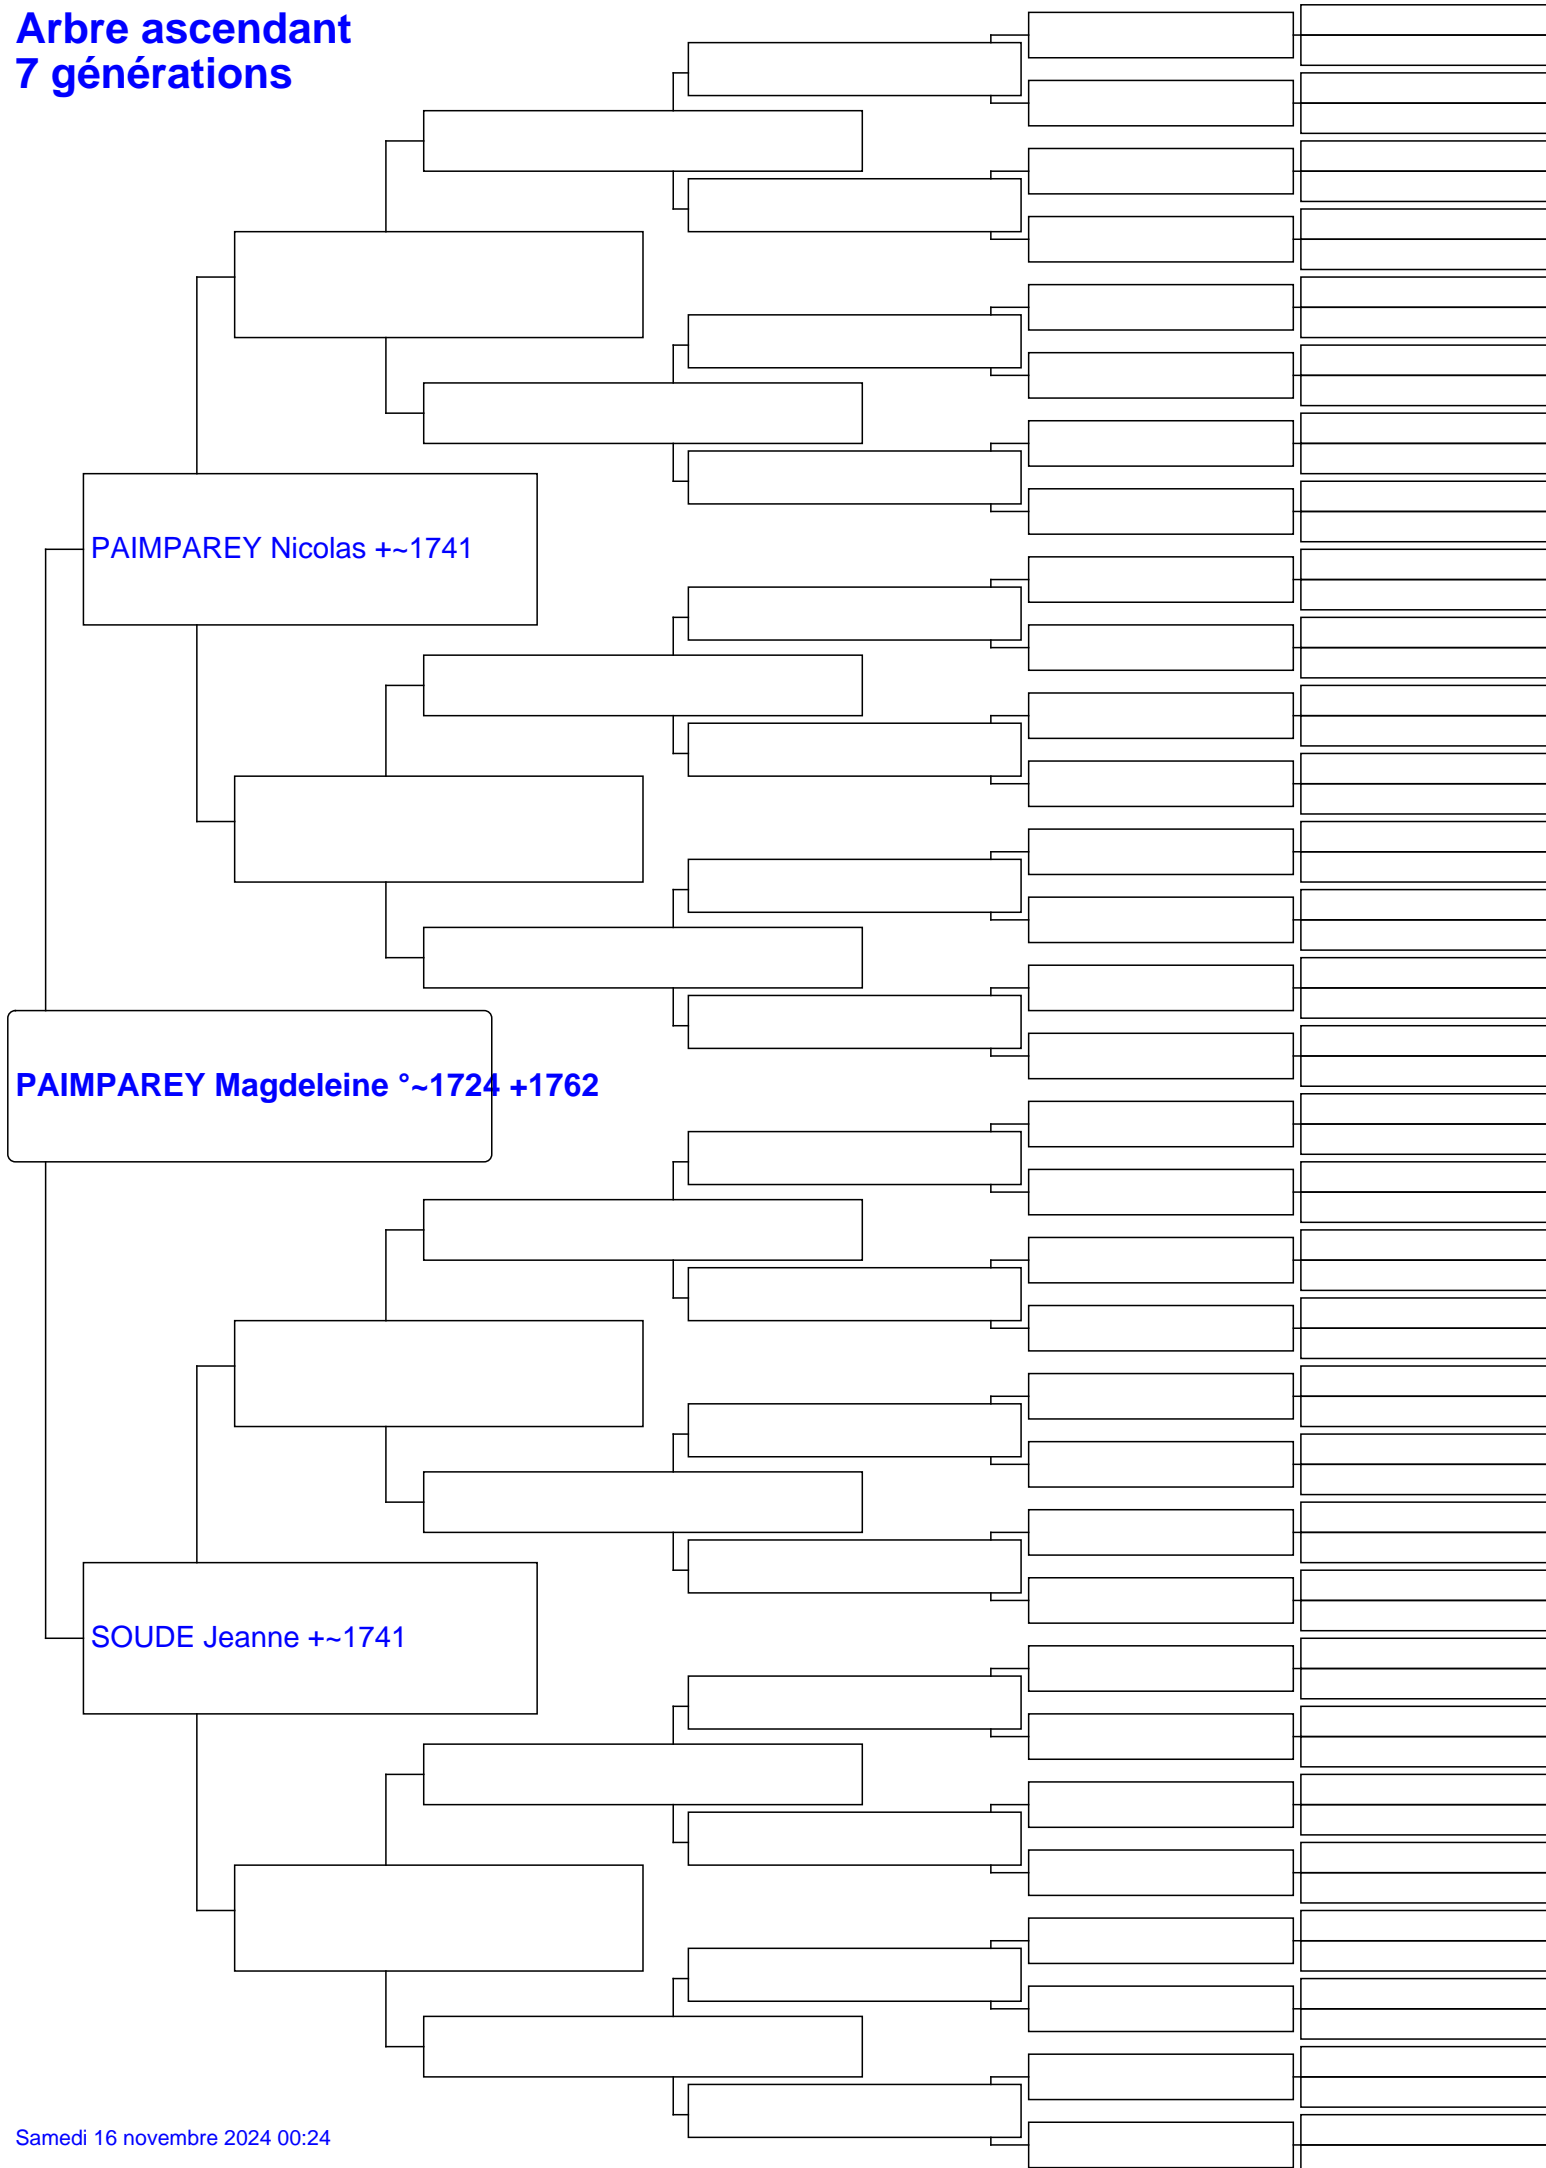 Arbre ascendant
7 générations
PAIMPAREY Nicolas +~1741
PAIMPAREY Magdeleine °~1724 +1762
SOUDE Jeanne +~1741
Samedi 16 novembre 2024 00:24